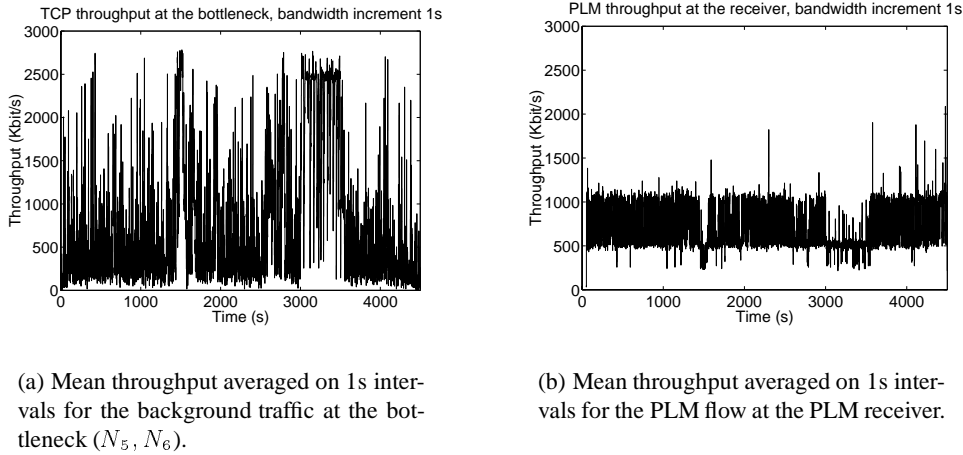 TCP throughput at the bottleneck, bandwidth increment 1s
3000
2500
2000
1500
1000
500
0
Throughput (Kbit/s)
0 1000 2000 3000 4000
Time (s)
(a) Mean throughput averaged on 1s inter-
vals for the background traffic at the bot-
tleneck (N5, N6).
PLM throughput at the receiver, bandwidth increment 1s
3000
2500
2000
1500
1000
500
0
Throughput (Kbit/s)
0 1000 2000 3000 4000
Time (s)
(b) Mean throughput averaged on 1s inter-
vals for the PLM flow at the PLM receiver.